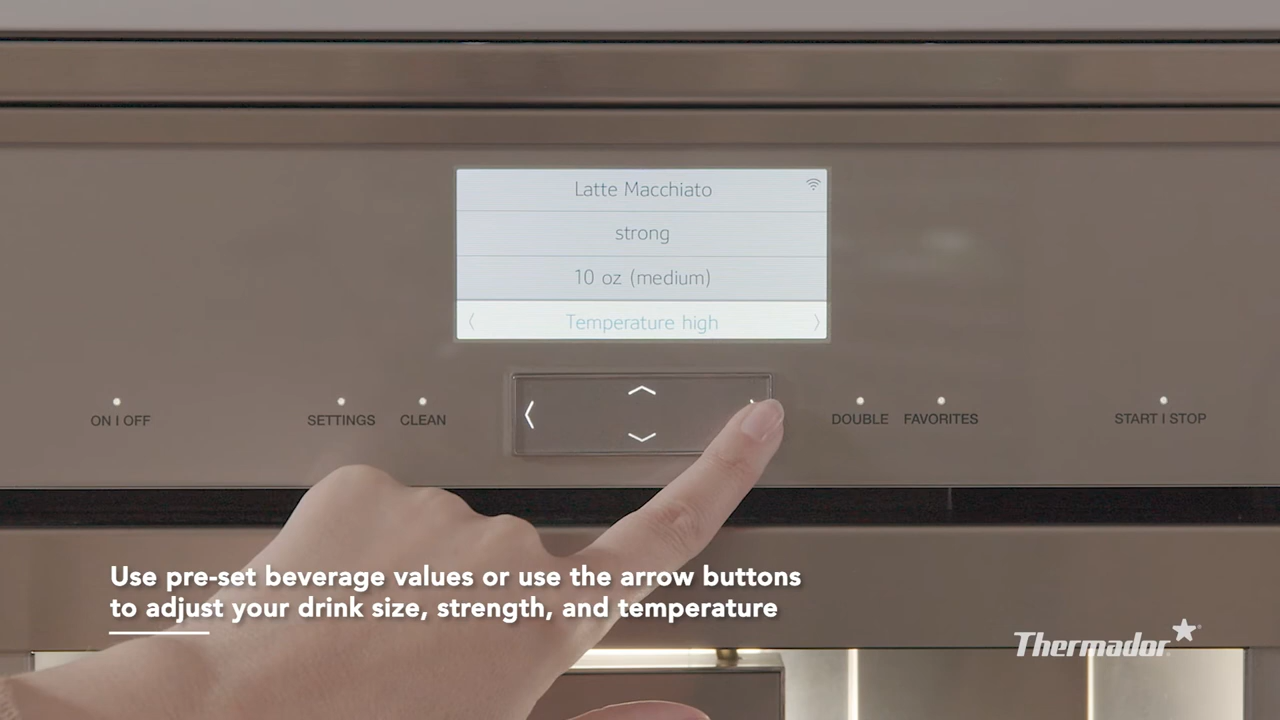 Latte Macchiato
strong
10 oz (medium)
Temperature high
ON I OFF
SETTINGS
CLEAN
DOUBLE
FAVORITES
START I STOP
Use pre-set beverage values or use the arrow buttons
to adjust your drink size, strength, and temperature
Thermador